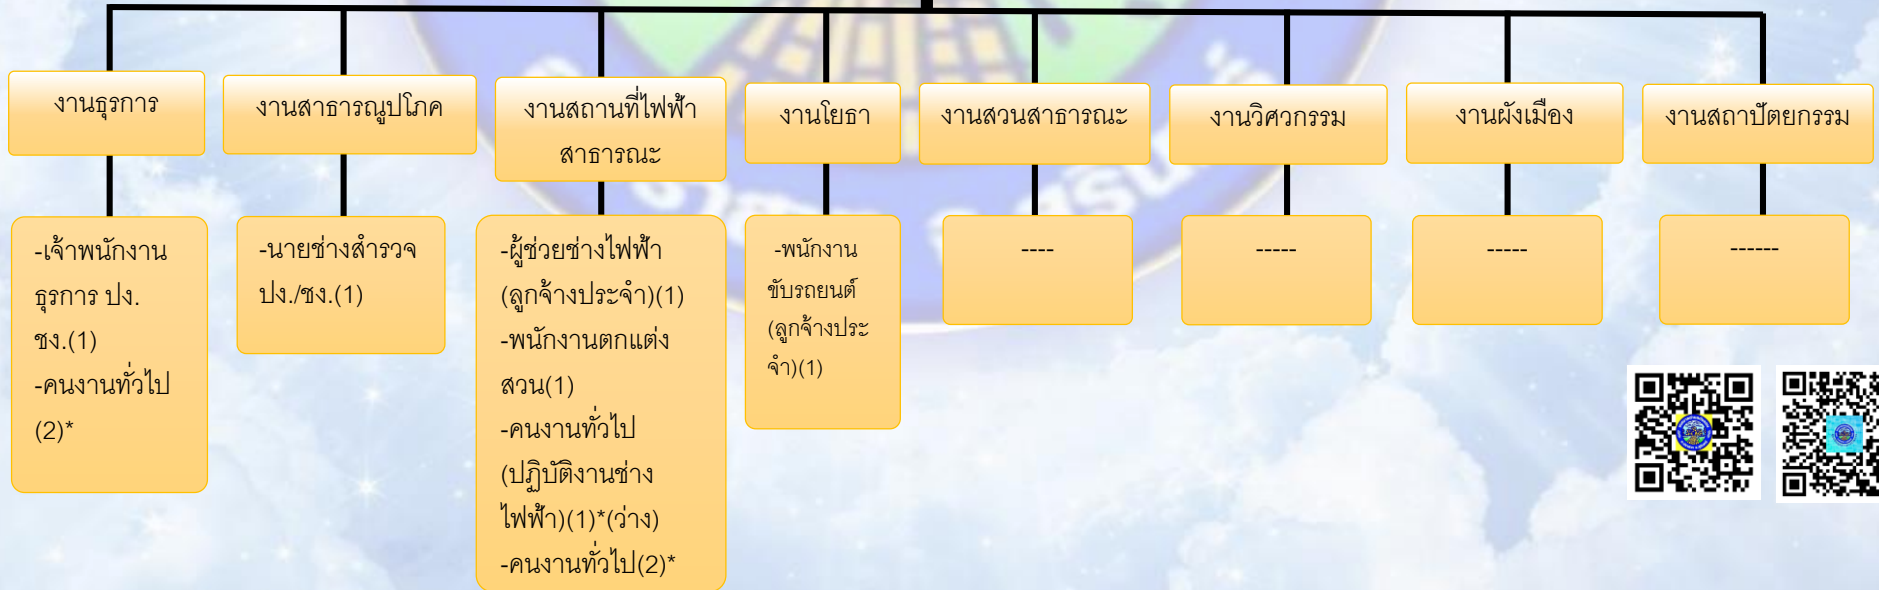 งานธุรการ
งานสาธารณูปโภค
งานสถานที่ไฟฟ้า
สาธารณะ
งานโยธา
งานสวนสาธารณะ
งานวิศวกรรม
งานผังเมือง
งานสถาปัตยกรรม
-เจ้าพนักงาน
ธุรการ ปง.
ชง.(1)
-คนงานทั่วไป
(2)*
-นายช่างสำรวจ
ปง./ชง.(1)
-ผู้ช่วยช่างไฟฟ้า
(ลูกจ้างประจำ)(1)
-พนักงานตกแต่ง
สวน(1)
-คนงานทั่วไป
(ปฏิบัติงานช่าง
ไฟฟ้า)(1)*(ว่าง)
-คนงานทั่วไป(2)*
-พนักงาน
ขับรถยนต์
(ลูกจ้างประ
จำ)(1)
----
-----
-----
------